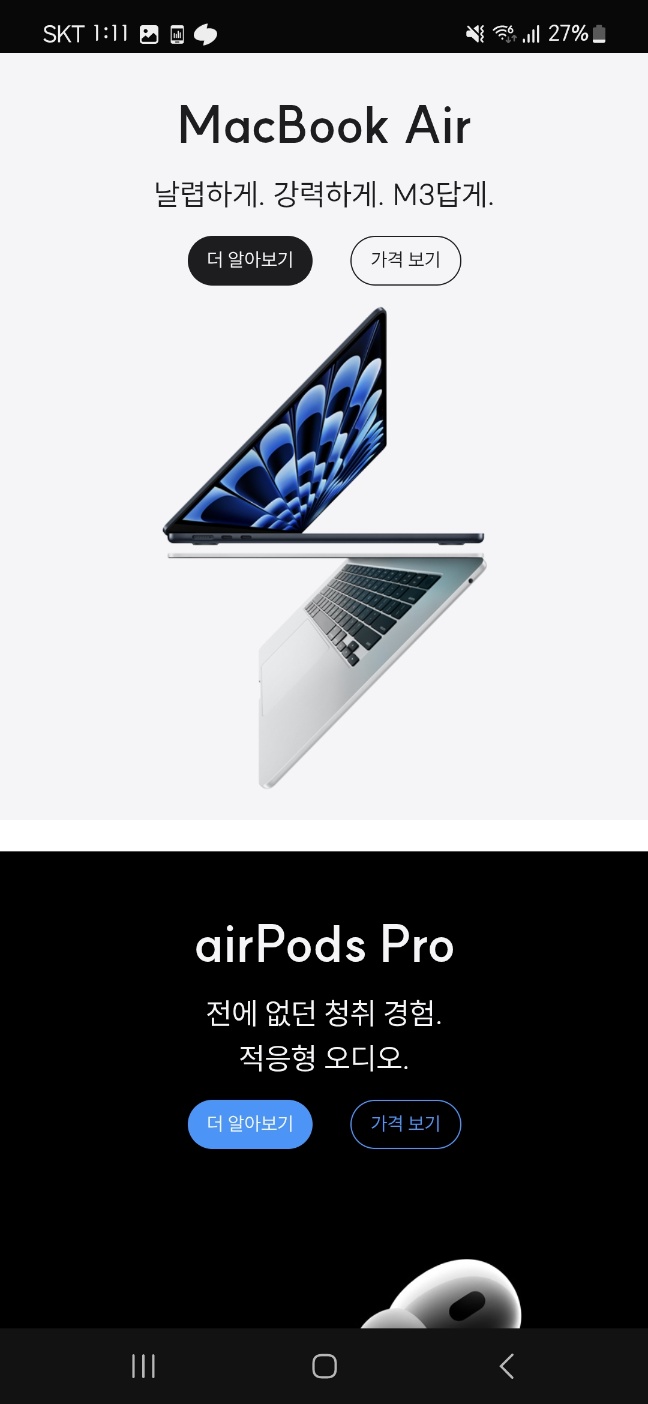 SKT 1:11 27%
MacBook Air
날렵하게. 강력하게. M3답게.
더 알아보기 가격 보기
airPods Pro
전에 없던 청취 경험.
적응형 오디오.
더 알아보기 가격 보기